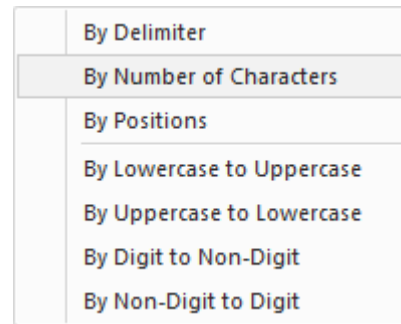 By Delimiter
By Number of Characters
By Positions
By Lowercase to Uppercase
By Uppercase to Lowercase
By Digit to Non-Digit
By Non-Digit to Digit